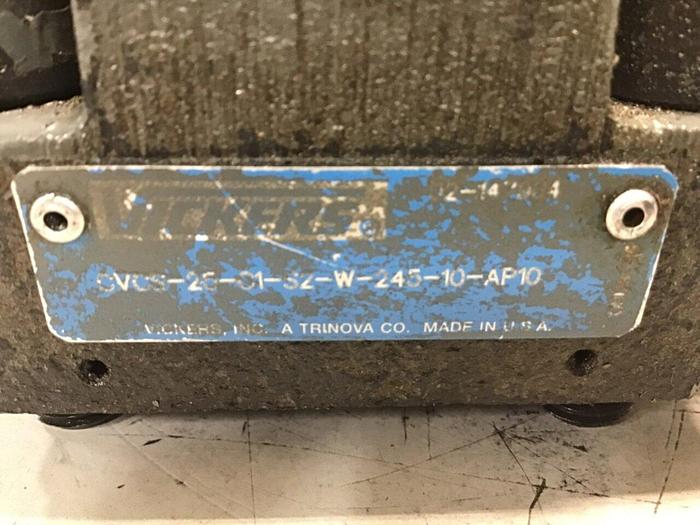 VICKERS®
CVCS-25-C1-S2-W-245-10-AP10
VICKERS, INC. A TRINOVA CO. MADE IN U.S.A.